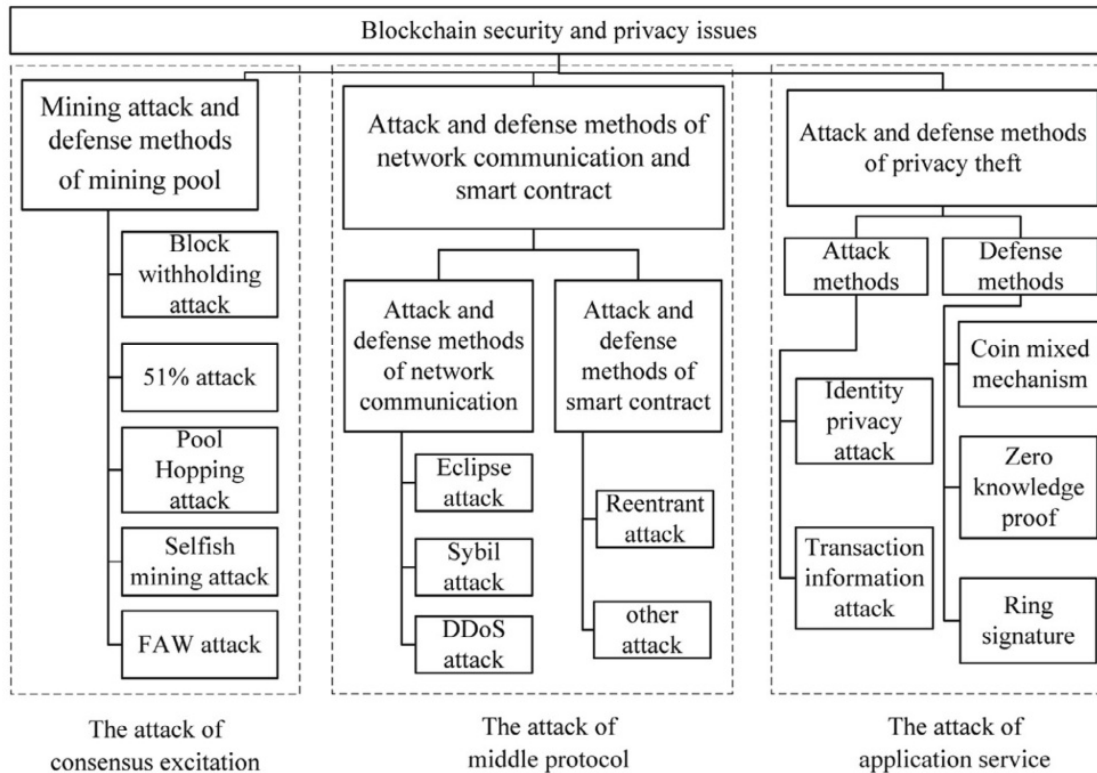 Blockchain security and privacy issues
Mining attack and
defense methods
of mining pool
Block
withholding
attack
51% attack
Pool
Hopping
attack
Selfish
mining attack
FAW attack
The attack of
consensus excitation
Attack and defense methods of
network communication and
smart contract
Attack and
defense methods
of network
communication
Eclipse
attack
Sybil
attack
DDoS
attack
Attack and
defense
methods of
smart contract
Reentrant
attack
other
attack
The attack of
middle protocol
Attack and defense methods
of privacy theft
Attack
methods
Identity
privacy
attack
Transaction
information
attack
Defense
methods
Coin mixed
mechanism
Zero
knowledge
proof
Ring
signature
The attack of
application service